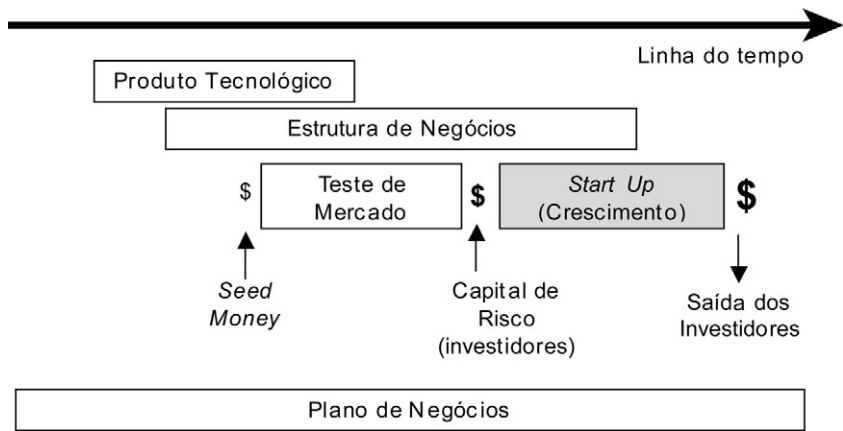 Linha do tempo
Produto Tecnológico
Estrutura de Negócios
$
Teste de
Mercado
$
Start Up
(Crescimento)
$
Seed
Money
Capital de
Risco
(investidores)
Saída dos
Investidores
Plano de Negócios